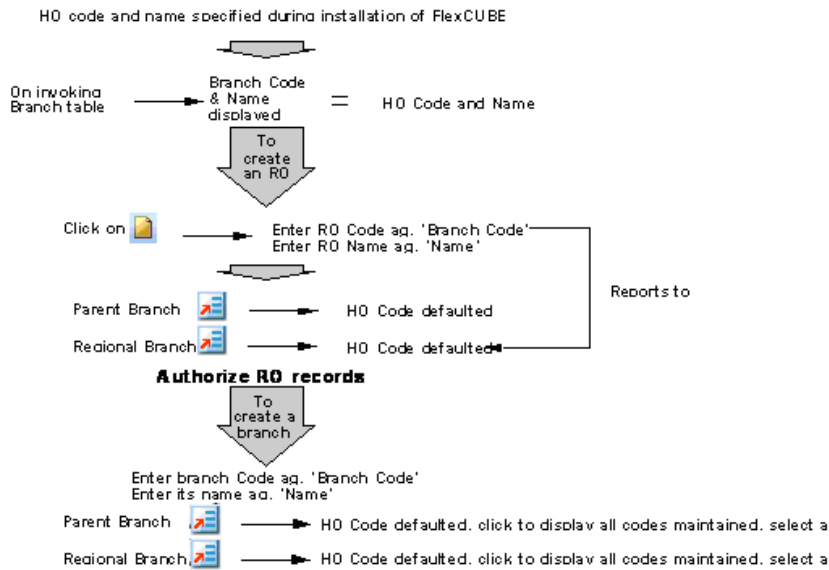 HO code and name specified during installation of FlexCUBE
On invoking
Branch table
Branch Code
& Name
displayed
=
HO Code and Name
To
create
an RO
Click on
Enter RO Code ag. 'Branch Code'
Enter RO Name ag. 'Name'
Reports to
Parent Branch
HO Code defaulted
Regional Branch
HO Code defaulted
Authorize RO records
To
create a
branch
Enter branch Code ag. 'Branch Code'
Enter its name ag. 'Name'
Parent Branch
HO Code defaulted. click to display all codes maintained. select a
Regional Branch
HO Code defaulted. click to display all codes maintained. select a